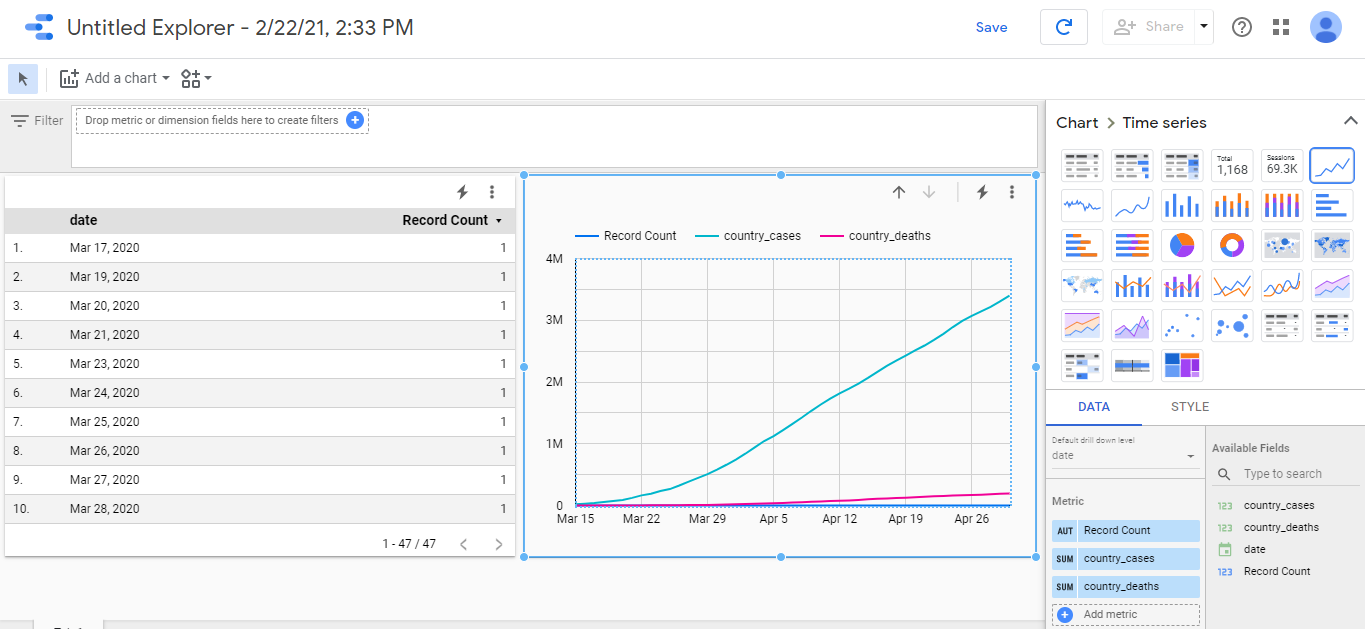 Untitled Explorer - 2/22/21, 2:33 PM
Save
Share
Add a chart
Filter
Drop metric or dimension fields here to create filters
date Record Count
1. Mar 17, 2020 1
2. Mar 19, 2020 1
3. Mar 20, 2020 1
4. Mar 21, 2020 1
5. Mar 23, 2020 1
6. Mar 24, 2020 1
7. Mar 25, 2020 1
8. Mar 26, 2020 1
9. Mar 27, 2020 1
10. Mar 28, 2020 1
1 - 47 / 47
Record Count country_cases country_deaths
4M
3M
2M
1M
0
Mar 15 Mar 22 Mar 29 Apr 5 Apr 12 Apr 19 Apr 26
Chart > Time series
Total
1,168
Sessions
69.3K
DATA STYLE
Default drill down level
date
Metric
AUT Record Count
SUM country_cases
SUM country_deaths
Add metric
Available Fields
Type to search
123 country_cases
123 country_deaths
date
123 Record Count